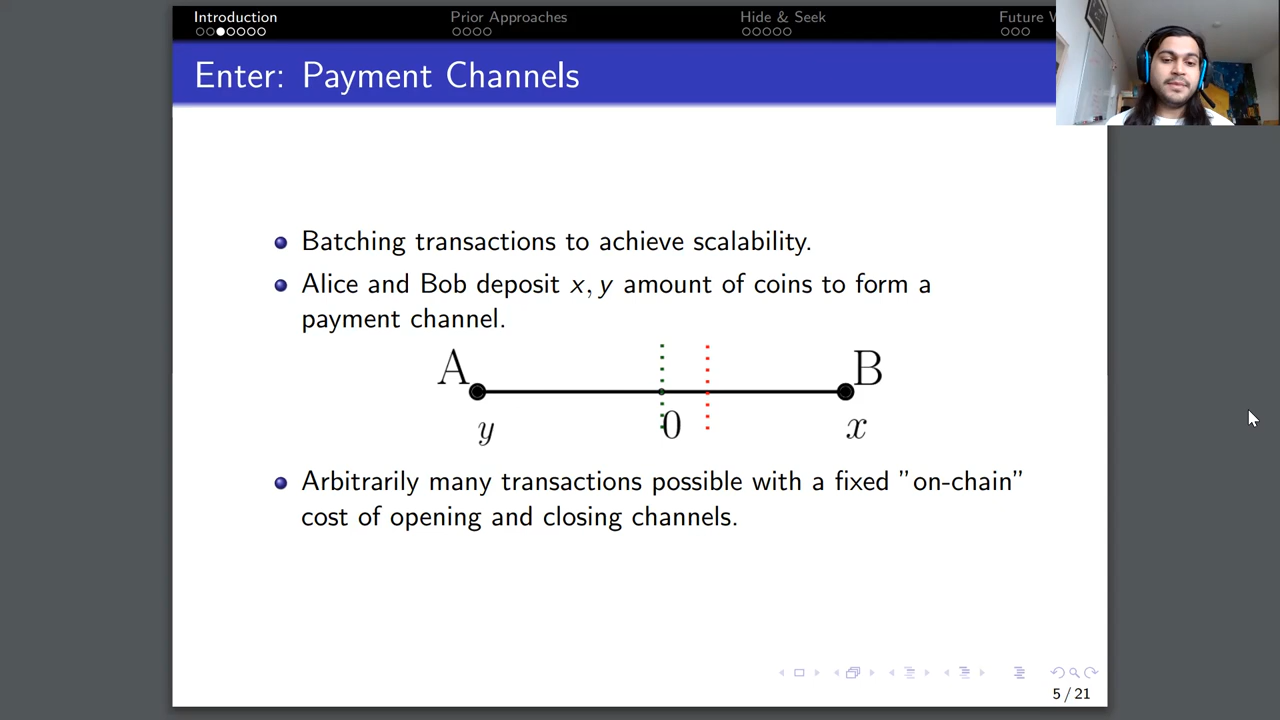 Introduction
Prior Approaches
Hide & Seek
Future W
Enter: Payment Channels
Batching transactions to achieve scalability.
Alice and Bob deposit x, y amount of coins to form a
payment channel.
A
B
y
0
x
Arbitrarily many transactions possible with a fixed "on-chain"
cost of opening and closing channels.
5 / 21